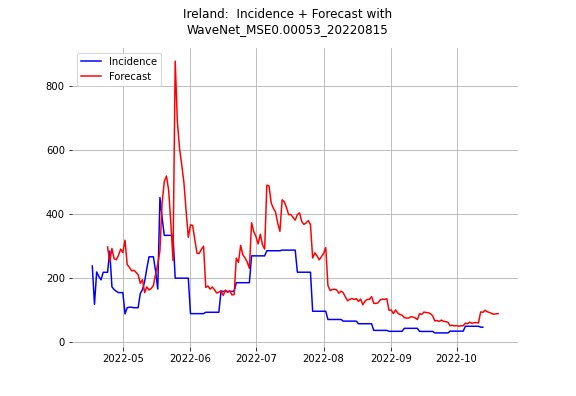 Ireland:  Incidence + Forecast with
WaveNet_MSE0.00053_20220815
Incidence
Forecast
800
600
400
200
0
2022-05 2022-06 2022-07 2022-08 2022-09 2022-10